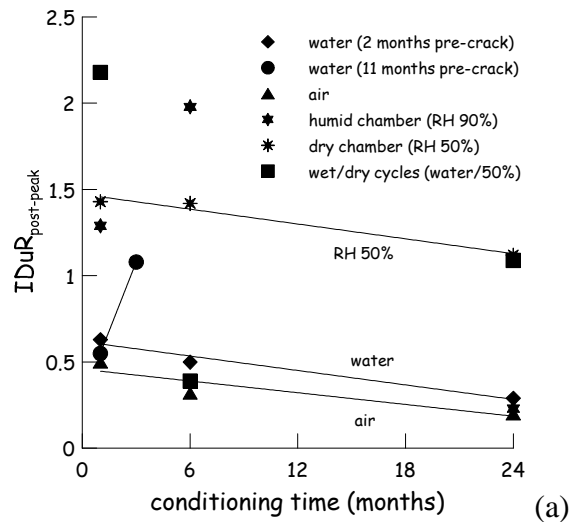 2.5
2
1.5
1
0.5
0
IDuRpost-peak
water (2 months pre-crack)
water (11 months pre-crack)
air
humid chamber (RH 90%)
dry chamber (RH 50%)
wet/dry cycles (water/50%)
RH 50%
water
air
0 6 12 18 24
conditioning time (months)
(a)